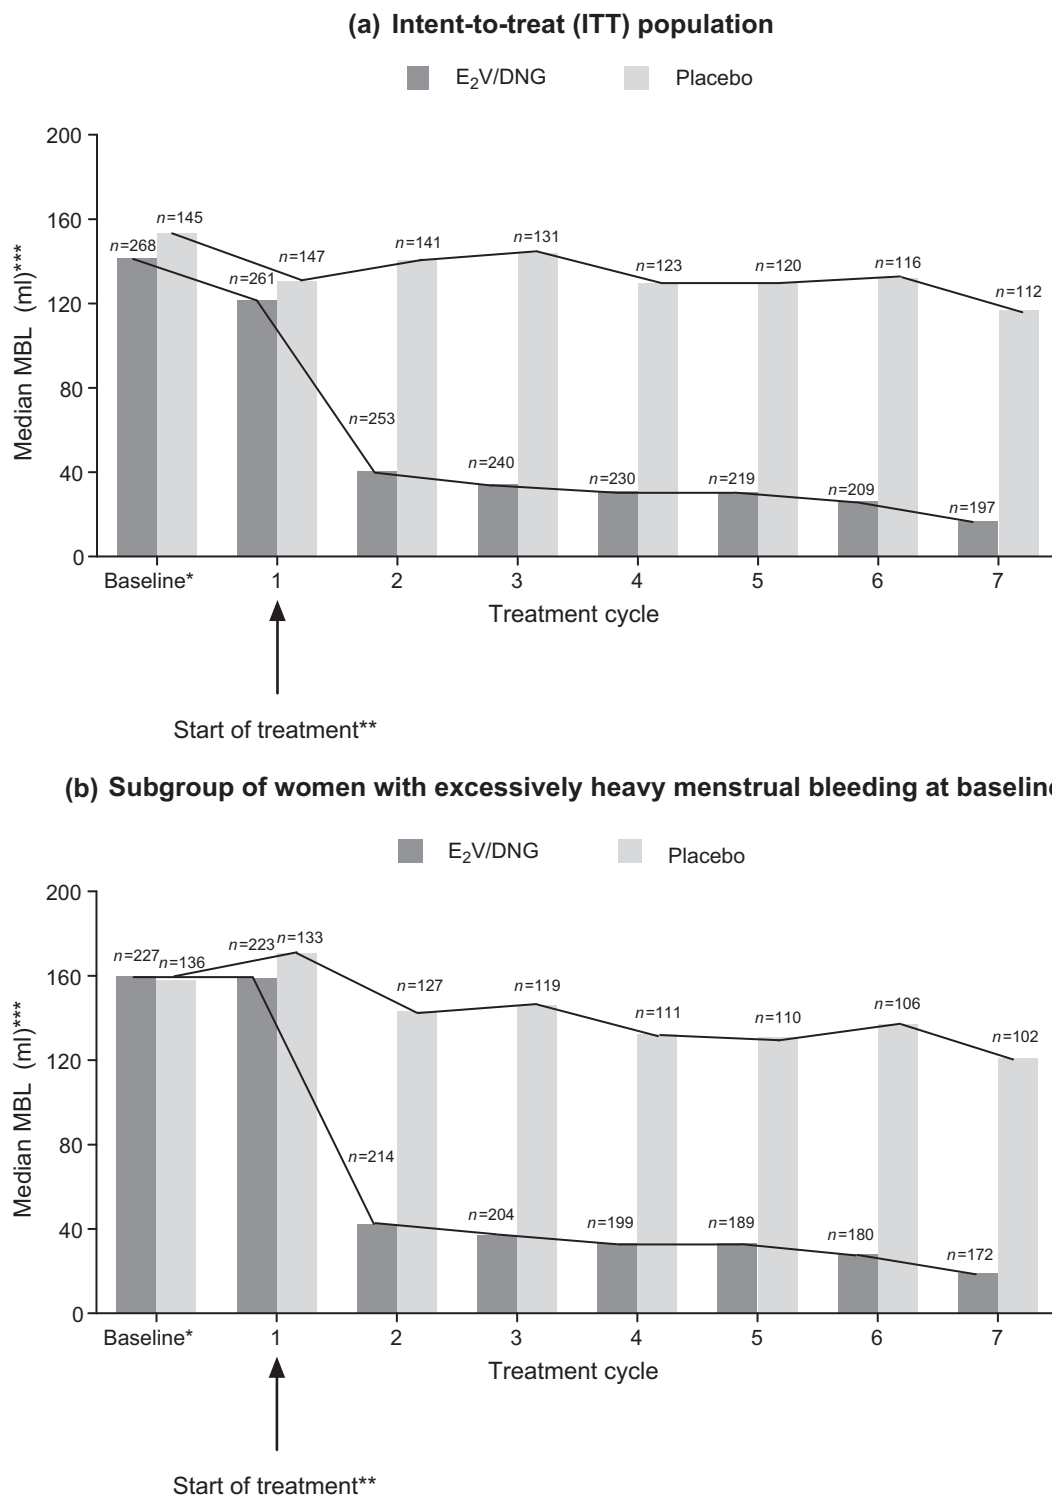 (a) Intent-to-treat (ITT) population
E₂V/DNG Placebo
200
160
120
80
40
0
Median MBL (ml)***
n=268
n=145
n=261
n=147
n=253
n=141
n=240
n=131
n=230
n=123
n=219
n=120
n=209
n=116
n=197
n=112
Baseline* 1 2 3 4 5 6 7
Treatment cycle
Start of treatment**
(b) Subgroup of women with excessively heavy menstrual bleeding at baseline
E₂V/DNG Placebo
200
160
120
80
40
0
Median MBL (ml)***
n=227
n=136
n=223
n=133
n=214
n=127
n=204
n=119
n=199
n=111
n=189
n=110
n=180
n=106
n=172
n=102
Baseline* 1 2 3 4 5 6 7
Treatment cycle
Start of treatment**